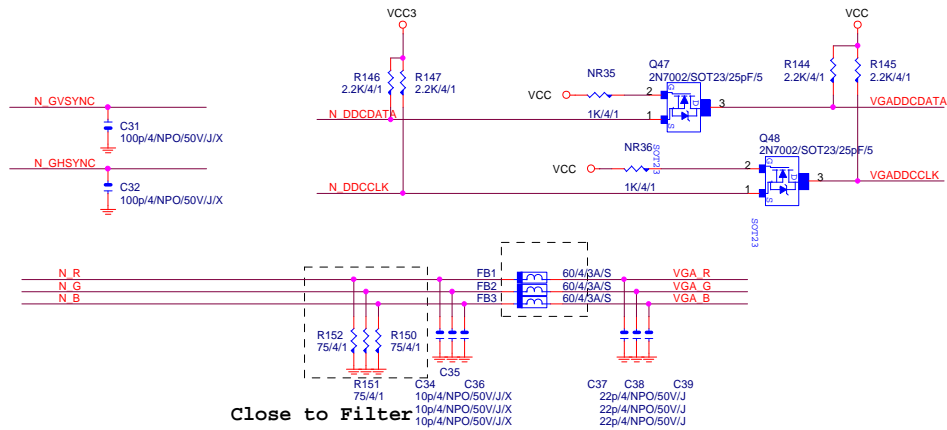 VCC3
VCC
R146
2.2K/4/1
R147
2.2K/4/1
NR35
VCC
Q47
2N7002/SOT23/25pF/5
R144
2.2K/4/1
R145
2.2K/4/1
N_GVSYNC
C31
100p/4/NPO/50V/J/X
N_DDCDATA
1K/4/1
2
1
3
G
D
S
VGADDCDATA
SOT23
N_GHSYNC
C32
100p/4/NPO/50V/J/X
VCC
NR36
Q48
2N7002/SOT23/25pF/5
N_DDCCLK
1K/4/1
2
1
3
G
D
S
VGADDCCLK
SOT23
N_R
N_G
N_B
FB1
FB2
FB3
60/4/3A/S
60/4/3A/S
60/4/3A/S
VGA_R
VGA_G
VGA_B
R152
75/4/1
R150
75/4/1
R151
75/4/1
C35
C34
C36
10p/4/NPO/50V/J/X
10p/4/NPO/50V/J/X
10p/4/NPO/50V/J/X
C37
C38
C39
22p/4/NPO/50V/J
22p/4/NPO/50V/J
22p/4/NPO/50V/J
Close to Filter